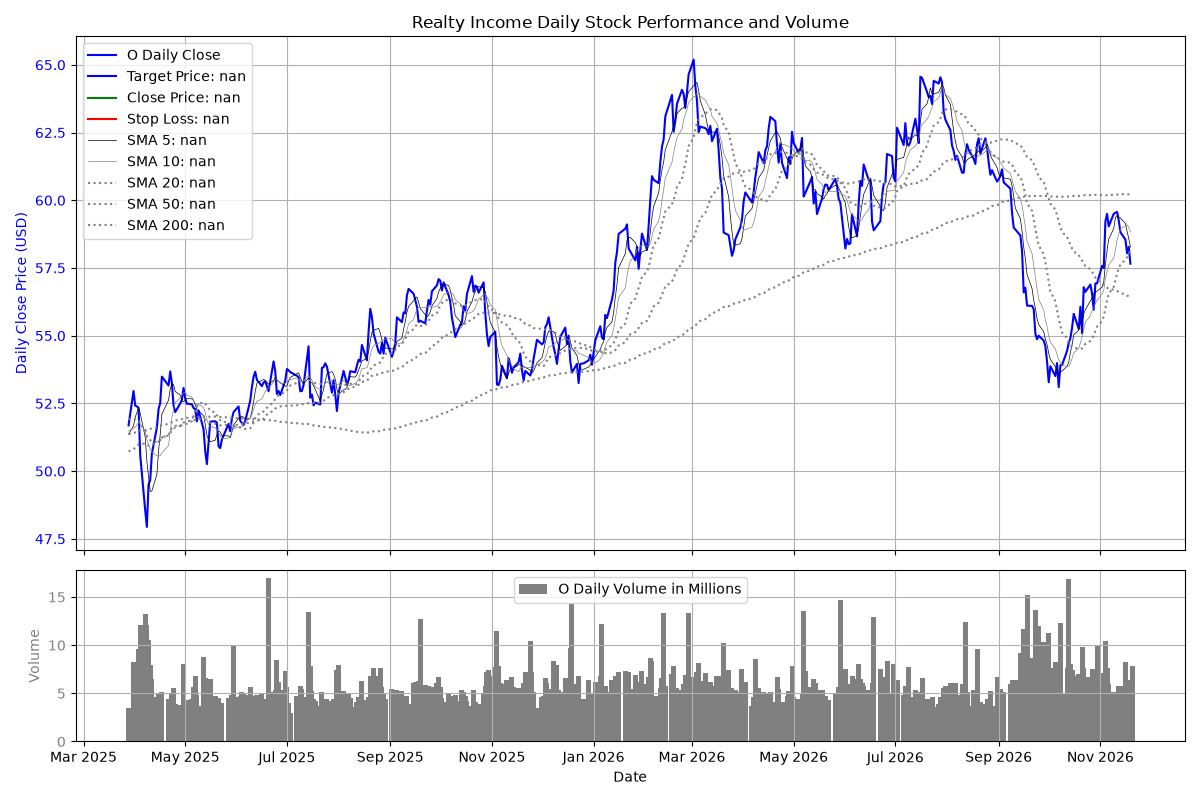 Realty Income Daily Stock Performance and Volume
O Daily Close
Target Price: nan
Close Price: nan
Stop Loss: nan
SMA 5: nan
SMA 10: nan
SMA 20: nan
SMA 50: nan
SMA 200: nan
Daily Close Price (USD)
65.0
62.5
60.0
57.5
55.0
52.5
50.0
47.5
O Daily Volume in Millions
Volume
15
10
5
0
Mar 2025 May 2025 Jul 2025 Sep 2025 Nov 2025 Jan 2026 Mar 2026 May 2026 Jul 2026 Sep 2026 Nov 2026
Date